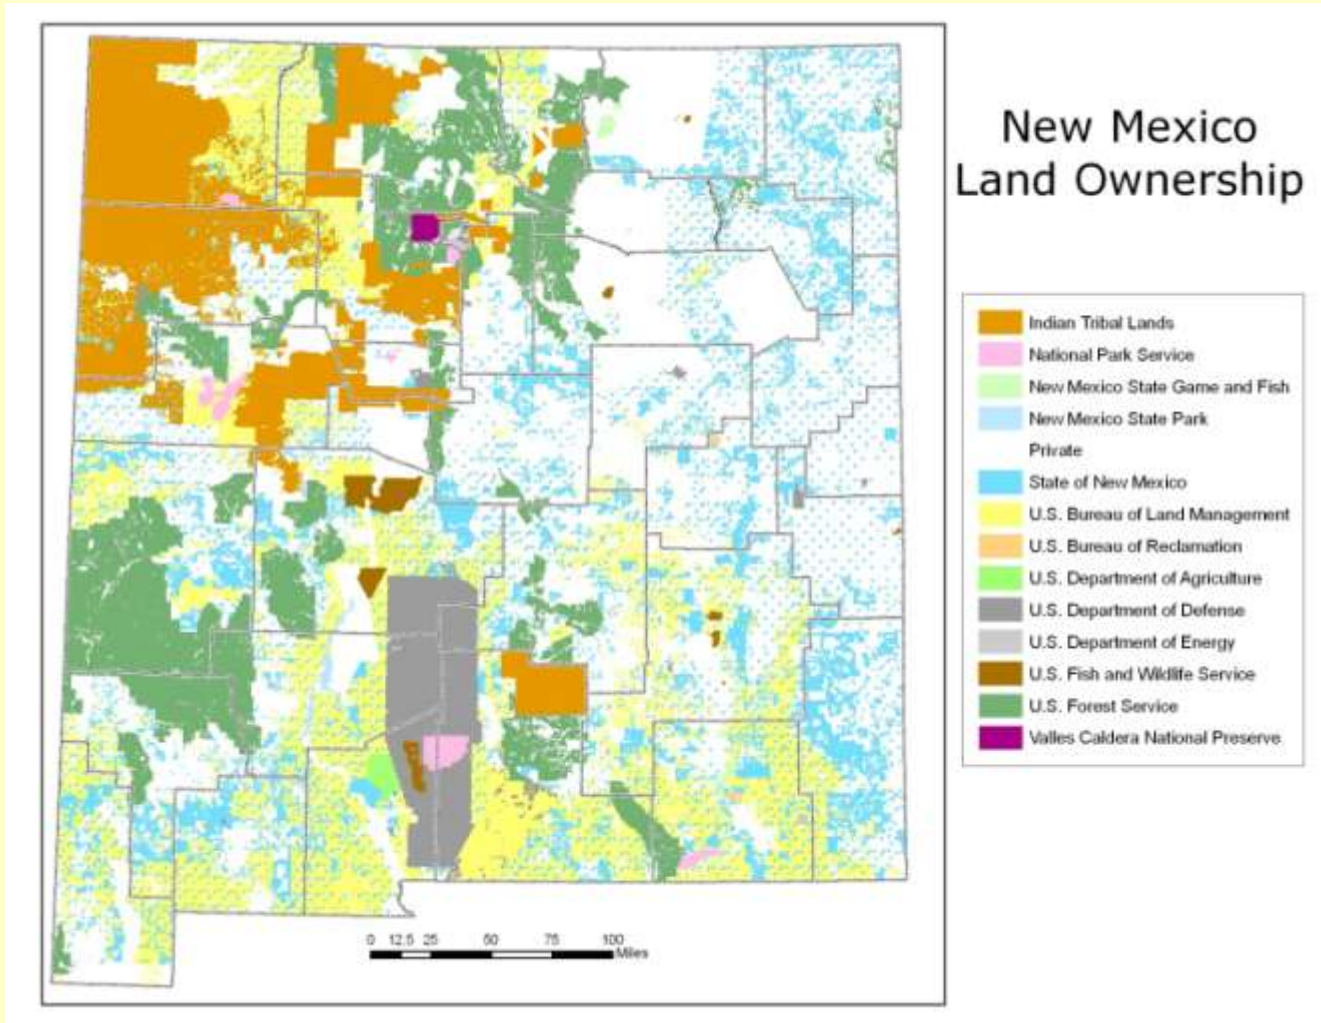 New Mexico
Land Ownership
Indian Tribal Lands
National Park Service
New Mexico State Game and Fish
New Mexico State Park
Private
State of New Mexico
U.S. Bureau of Land Management
U.S. Bureau of Reclamation
U.S. Department of Agriculture
U.S. Department of Defense
U.S. Department of Energy
U.S. Fish and Wildlife Service
U.S. Forest Service
Valles Caldera National Preserve
0 12.5 25 50 75 100
Miles